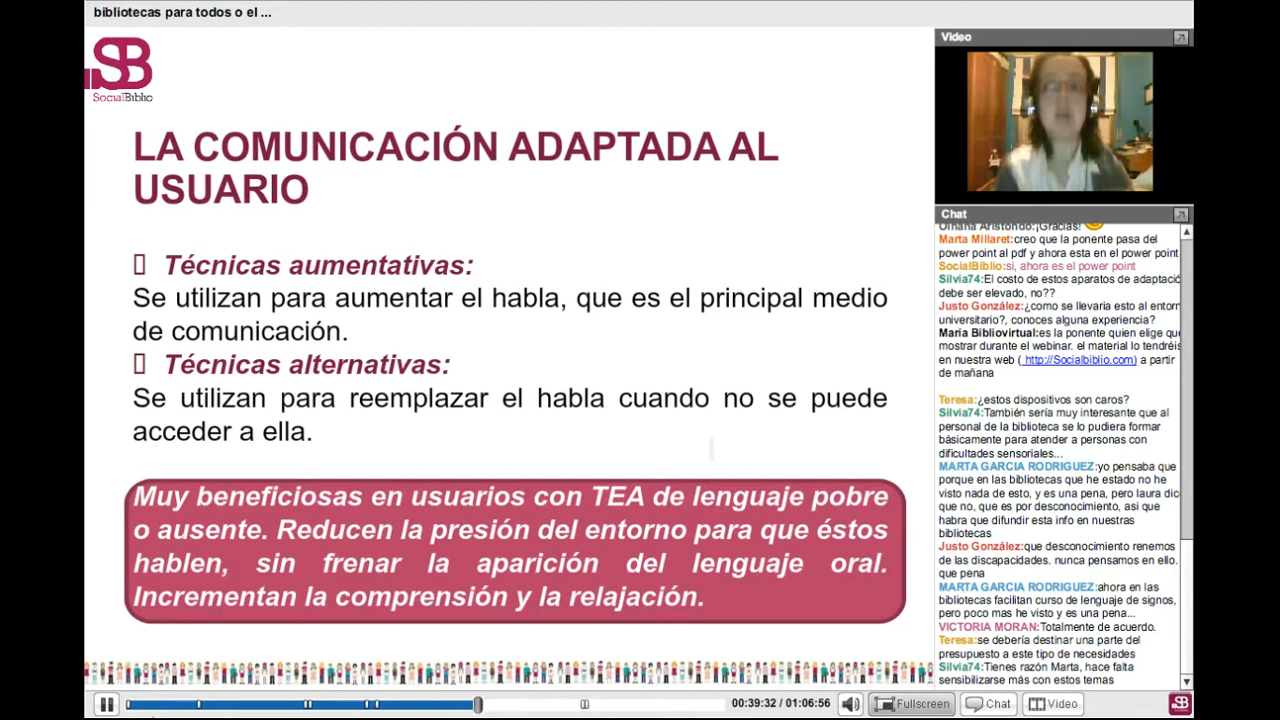 bibliotecas para todos o el ...
SB
SocialBiblio
LA COMUNICACIÓN ADAPTADA AL
USUARIO
Técnicas aumentativas:
Se utilizan para aumentar el habla, que es el principal medio
de comunicación.
Técnicas alternativas:
Se utilizan para reemplazar el habla cuando no se puede
acceder a ella.
Muy beneficiosas en usuarios con TEA de lenguaje pobre
o ausente. Reducen la presión del entorno para que éstos
hablen, sin frenar la aparición del lenguaje oral.
Incrementan la comprensión y la relajación.
Video
Chat
Oihana Aristondo:¡Gracias!
Marta Millaret:creo que la ponente pasa del
power point al pdf y ahora esta en el power point
SocialBiblio:si, ahora es el power point
Silvia74:El costo de estos aparatos de adaptació
debe ser elevado, no??
Justo González:¿como se llevaria esto al entorn
universitario?, conoces alguna experiencia?
Maria Bibliovirtual:es la ponente quien elige que
mostrar durante el webinar. el material lo tendréis
en nuestra web ( http://Socialbiblio.com) a partir
de mañana
Teresa:¿estos dispositivos son caros?
Silvia74:También sería muy interesante que al
personal de la biblioteca se lo pudiera formar
básicamente para atender a personas con
dificultades sensoriales...
MARTA GARCIA RODRIGUEZ:yo pensaba que
porque en las bibliotecas que he estado no he
visto nada de esto, y es una pena, pero laura dic
que no, que es por desconocimiento, asi que
habra que difundir esta info en nuestras
bibliotecas
Justo González:que desconocimiento renemos
de las discapacidades. nunca pensamos en ello.
que pena
MARTA GARCIA RODRIGUEZ:ahora en las
bibliotecas facilitan curso de lenguaje de signos,
pero poco mas he visto y es una pena...
VICTORIA MORAN:Totalmente de acuerdo.
Teresa:se debería destinar una parte del
presupuesto a este tipo de necesidades
Silvia74:Tienes razón Marta, hace falta
sensibilizarse más con estos temas
00:39:32 / 01:06:56
Fullscreen
Chat
Video
SB